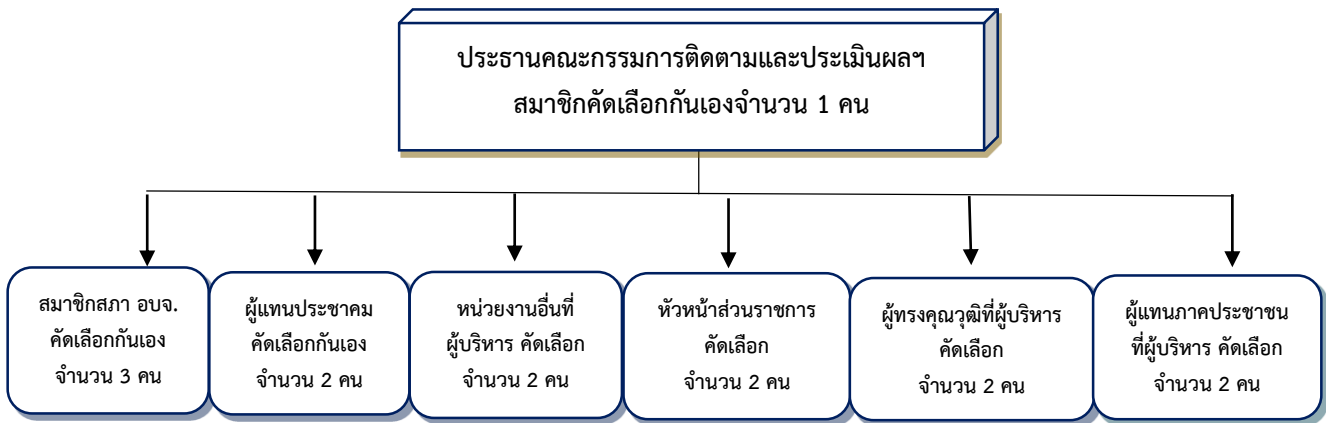 ประธานคณะกรรมการติดตามและประเมินผลฯ
สมาชิกคัดเลือกกันเองจำนวน 1 คน
สมาชิกสภา อบจ.
คัดเลือกกันเอง
จำนวน 3 คน
ผู้แทนประชาคม
คัดเลือกกันเอง
จำนวน 2 คน
หน่วยงานอื่นที่
ผู้บริหาร คัดเลือก
จำนวน 2 คน
หัวหน้าส่วนราชการ
คัดเลือก
จำนวน 2 คน
ผู้ทรงคุณวุฒิที่ผู้บริหาร
คัดเลือก
จำนวน 2 คน
ผู้แทนภาคประชาชน
ที่ผู้บริหาร คัดเลือก
จำนวน 2 คน